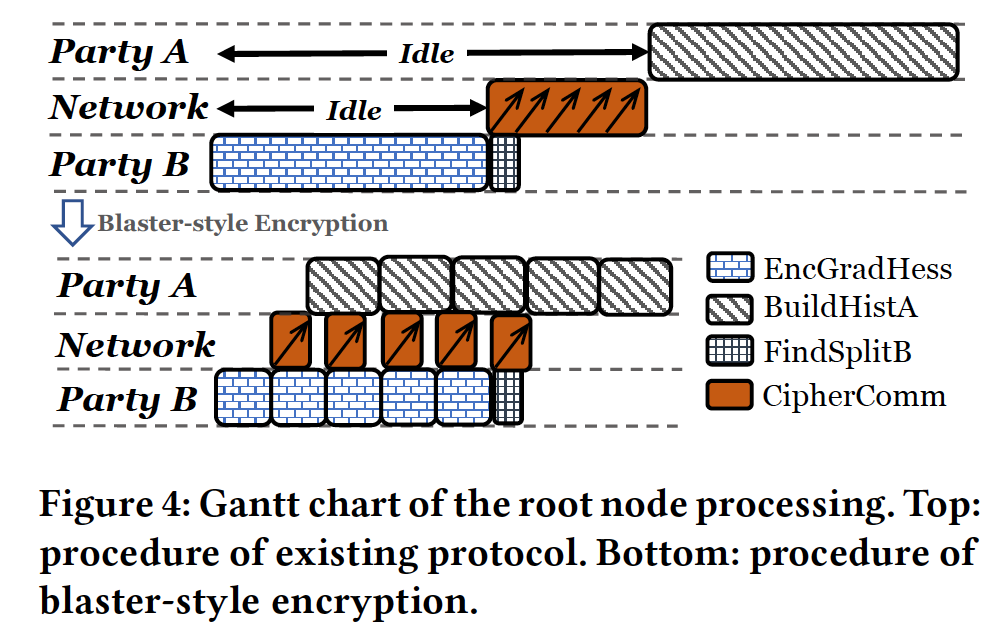 Party A
Idle
Network
Idle
Party B
Blaster-style Encryption
Party A
Network
Party B
EncGradHess
BuildHistA
FindSplitB
CipherComm
Figure 4: Gantt chart of the root node processing. Top:
procedure of existing protocol. Bottom: procedure of
blaster-style encryption.